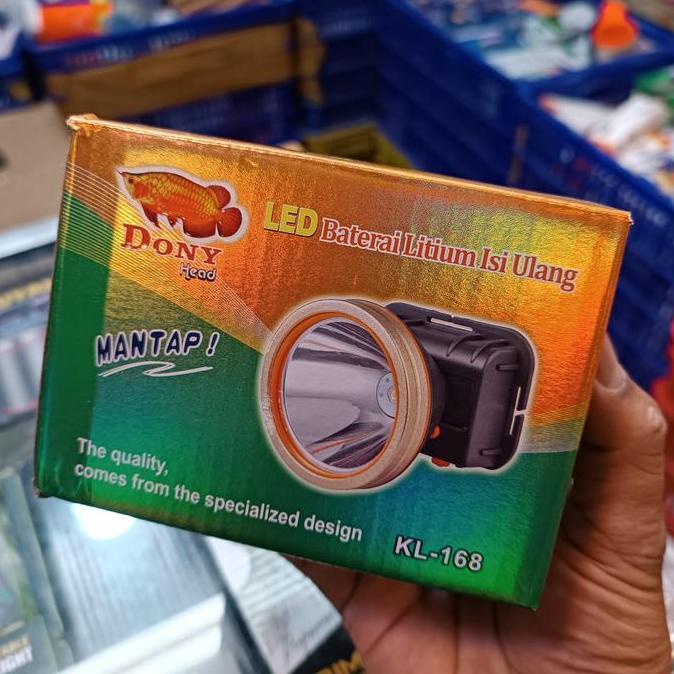 DONY
Head
LED Baterai Litium Isi Ulang
MANTAP!
The quality,
comes from the specialized design
KL-168